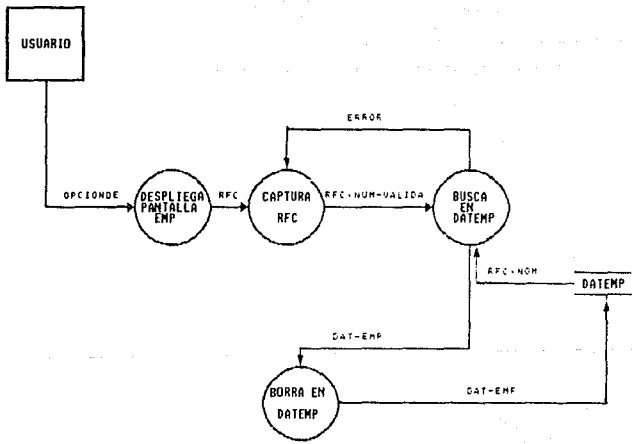 USUARIO
ERROR
OPCIONDE
DESPLIEGA
PANTALLA
EMP
RFC
CAPTURA
RFC
RFC+NUM-VALIDA
BUSCA
EN
DATEMP
RFC+NOM
DATEMP
DAT-EMP
BORRA EN
DATEMP
DAT-EMP